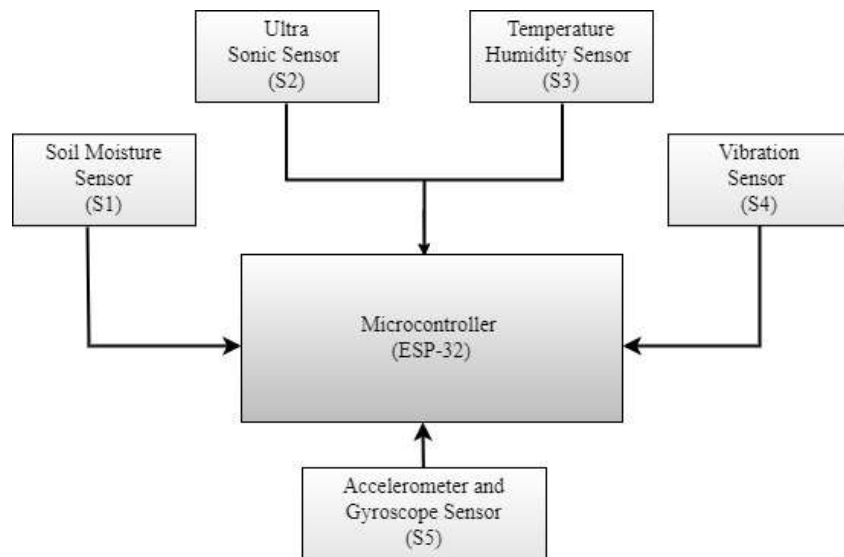 Ultra
Sonic Sensor
(S2)
Temperature
Humidity Sensor
(S3)
Soil Moisture
Sensor
(S1)
Vibration
Sensor
(S4)
Microcontroller
(ESP-32)
Accelerometer and
Gyroscope Sensor
(S5)